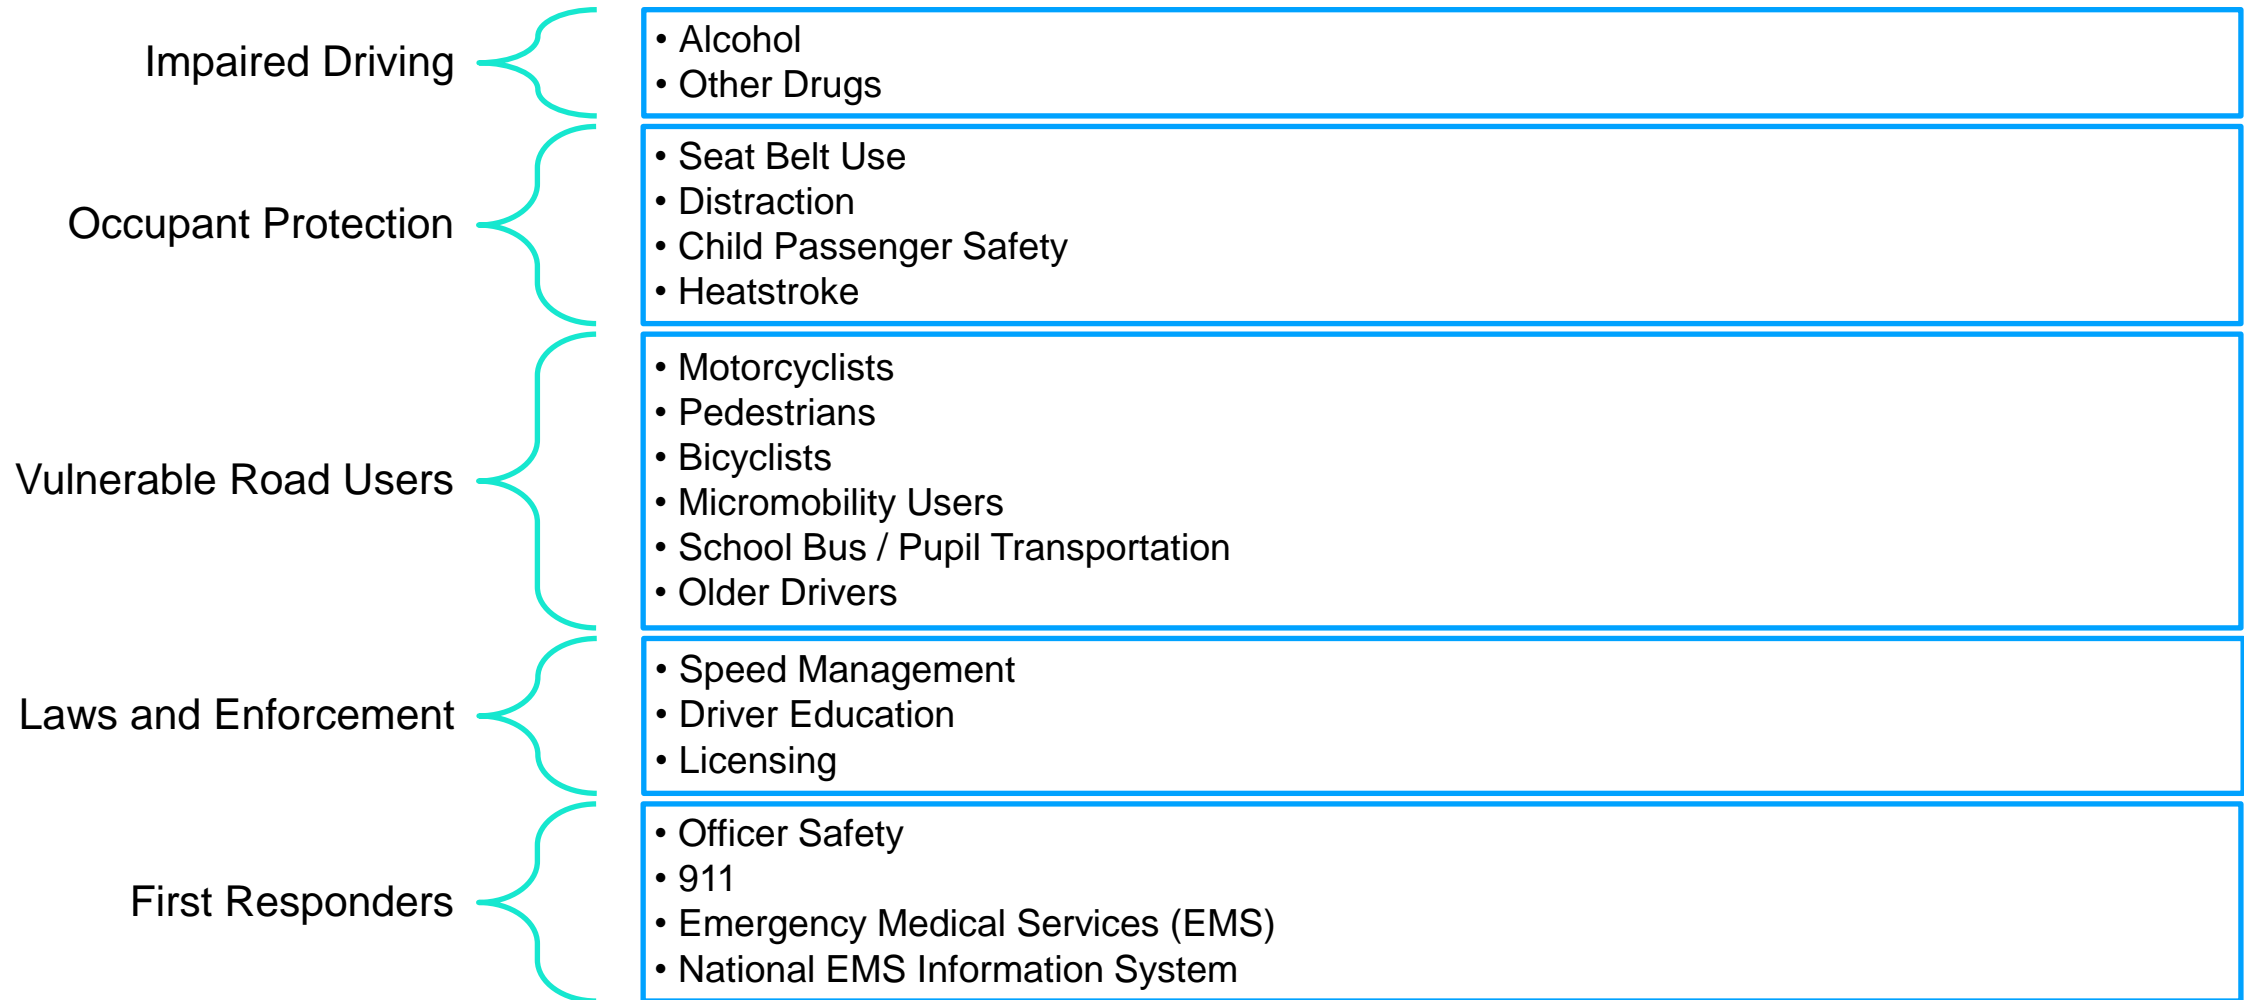 Impaired Driving
• Alcohol
• Other Drugs
Occupant Protection
• Seat Belt Use
• Distraction
• Child Passenger Safety
• Heatstroke
Vulnerable Road Users
• Motorcyclists
• Pedestrians
• Bicyclists
• Micromobility Users
• School Bus / Pupil Transportation
• Older Drivers
Laws and Enforcement
• Speed Management
• Driver Education
• Licensing
First Responders
• Officer Safety
• 911
• Emergency Medical Services (EMS)
• National EMS Information System